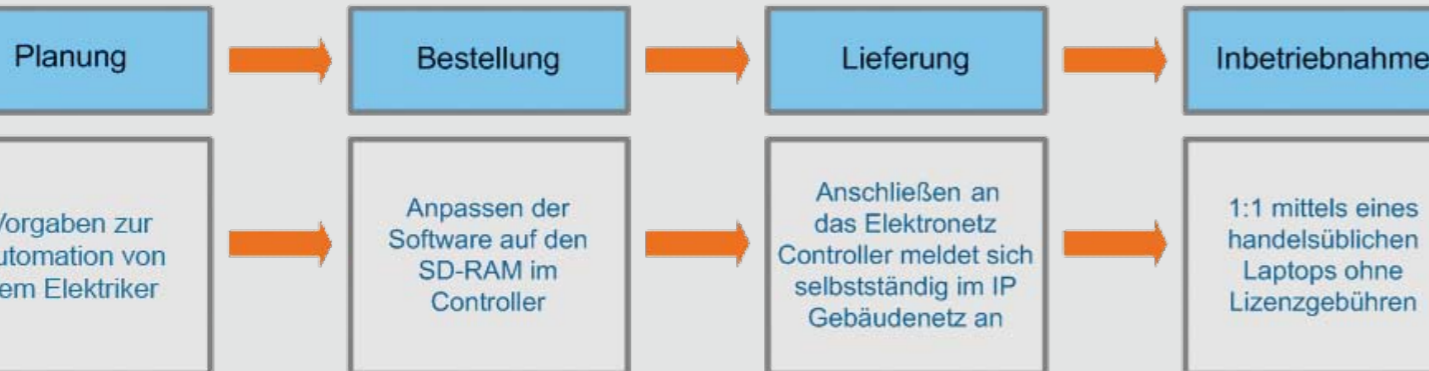 Planung
Bestellung
Lieferung
Inbetriebnahme
Vorgaben zur
utomation von
em Elektriker
Anpassen der
Software auf den
SD-RAM im
Controller
Anschließen an
das Elektronetz
Controller meldet sich
selbstständig im IP
Gebäudenetz an
1:1 mittels eines
handelsüblichen
Laptops ohne
Lizenzgebühren